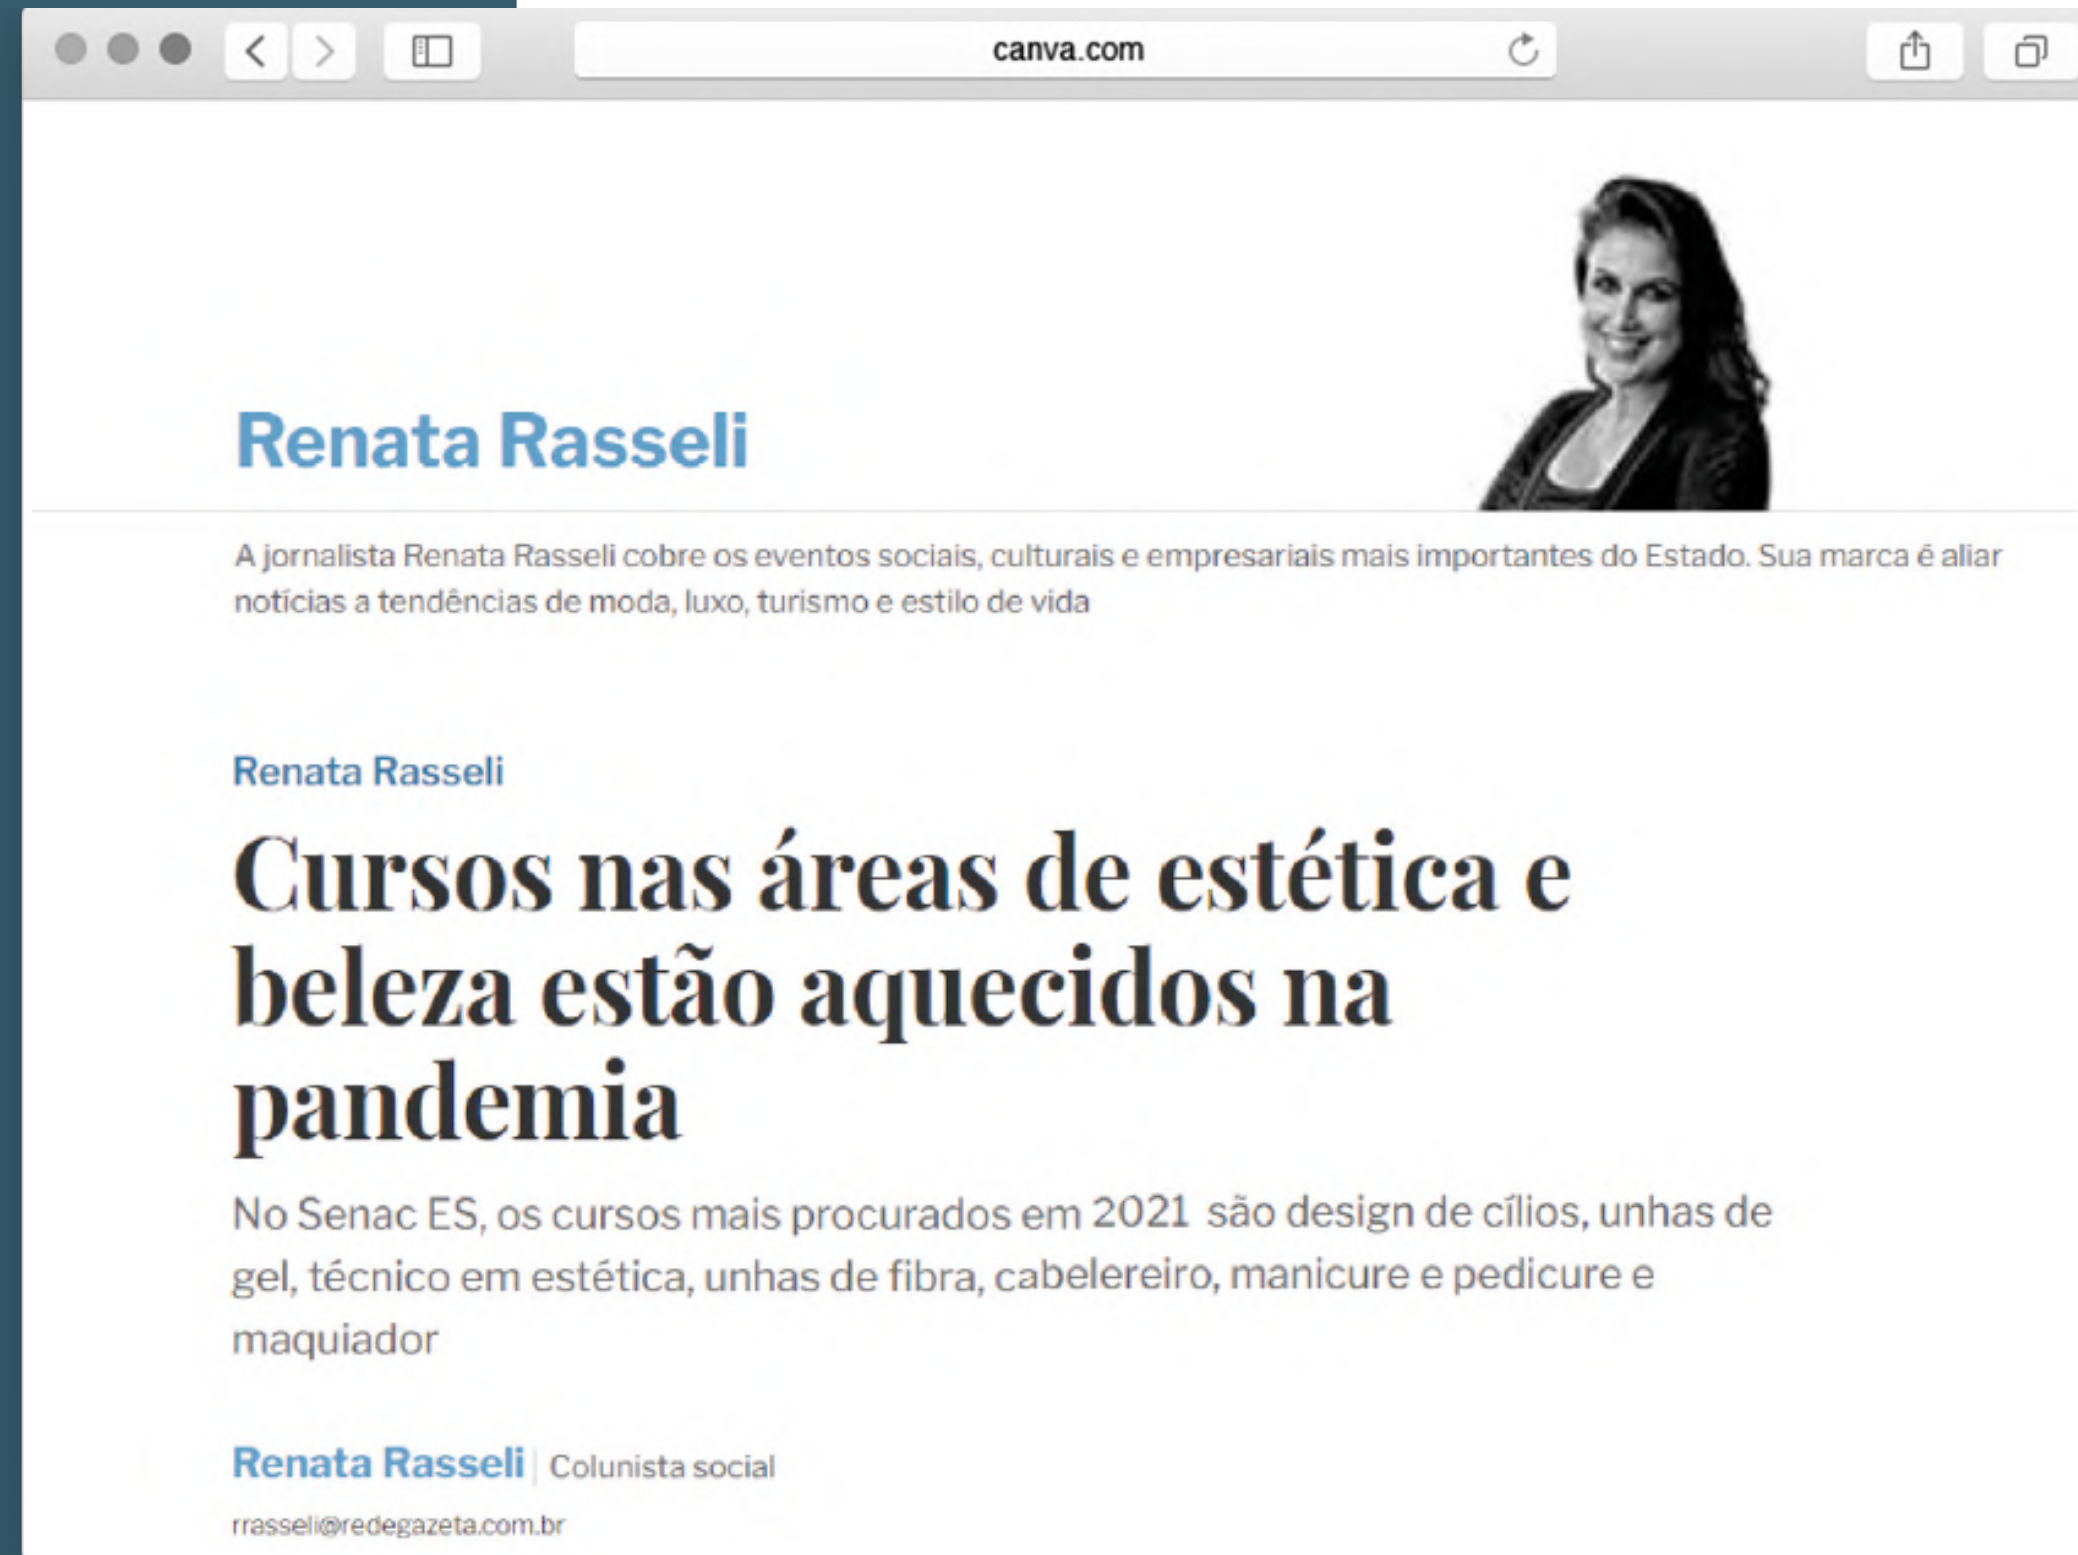 canva.com
Renata Rasseli
A jornalista Renata Rasseli cobre os eventos sociais, culturais e empresariais mais importantes do Estado. Sua marca é aliar
notícias a tendências de moda, luxo, turismo e estilo de vida
Renata Rasseli
Cursos nas áreas de estética e
beleza estão aquecidos na
pandemia
No Senac ES, os cursos mais procurados em 2021 são design de cílios, unhas de
gel, técnico em estética, unhas de fibra, cabelereiro, manicure e pedicure e
maquiador
Renata Rasseli | Colunista social
rrasseli@redegazeta.com.br